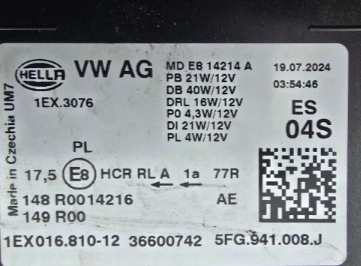 HELLA
VW AG
1EX.3076
MD E8 14214 A
PB 21W/12V
DB 40W/12V
DRL 16W/12V
P0 4,3W/12V
DI 21W/12V
PL 4W/12V
19.07.2024
03:54:46
ES
04S
Made in Czechia UM7
PL
17,5 E8 HCR RL A 1a 77R
148 R0014216 AE
149 R00
1EX016.810-12 36600742 5FG.941.008.J